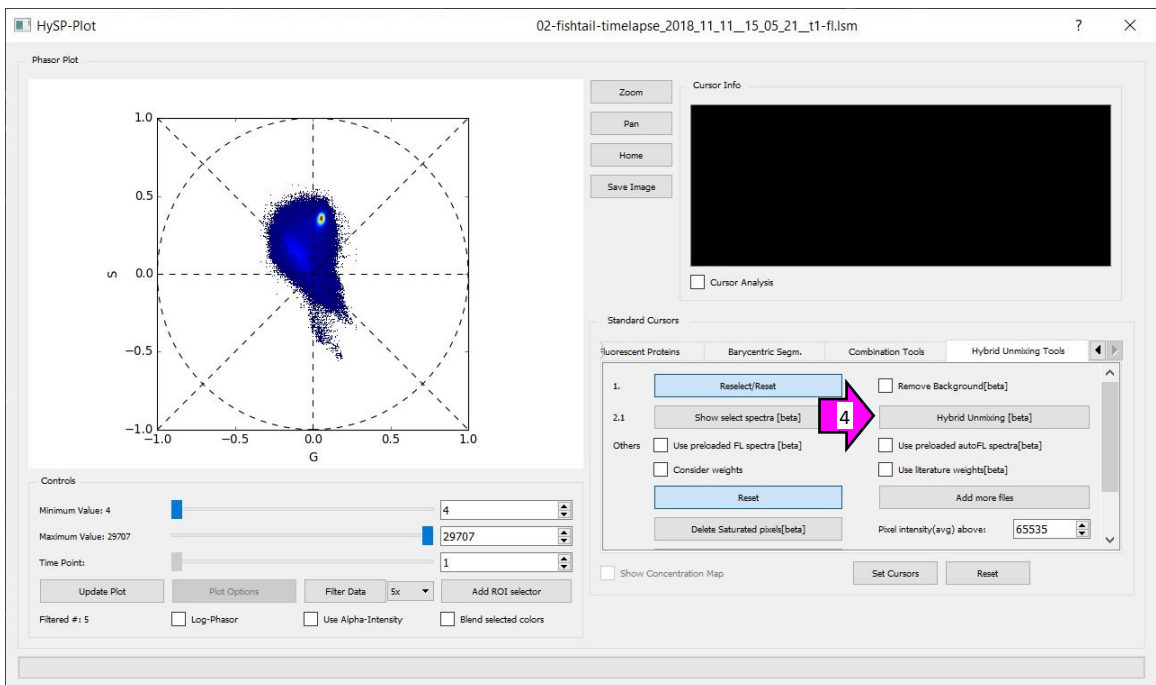 HySP-Plot 02-fishtail-timelapse_2018_11_11__15_05_21__t1-fl.lsm ? ×
Phasor Plot
1.0
0.5
0.0
−0.5
−1.0
S
−1.0 −0.5 0.0 0.5 1.0
G
Zoom
Pan
Home
Save Image
Cursor Info
Cursor Analysis
Standard Cursors
Fluorescent Proteins Barycentric Segm. Combination Tools Hybrid Unmixing Tools
1. Reselect/Reset Remove Background[beta]
2.1 Show select spectra [beta] 4 Hybrid Unmixing [beta]
Others Use preloaded FL spectra [beta] Use preloaded autoFL spectra[beta]
Consider weights Use literature weights[beta]
Reset Add more files
Delete Saturated pixels[beta] Pixel intensity(avg) above: 65535
Show Concentration Map Set Cursors Reset
Controls
Minimum Value: 4 4
Maximum Value: 29707 29707
Time Point: 1
Update Plot Plot Options Filter Data 5x Add ROI selector
Filtered #: 5 Log-Phasor Use Alpha-Intensity Blend selected colors